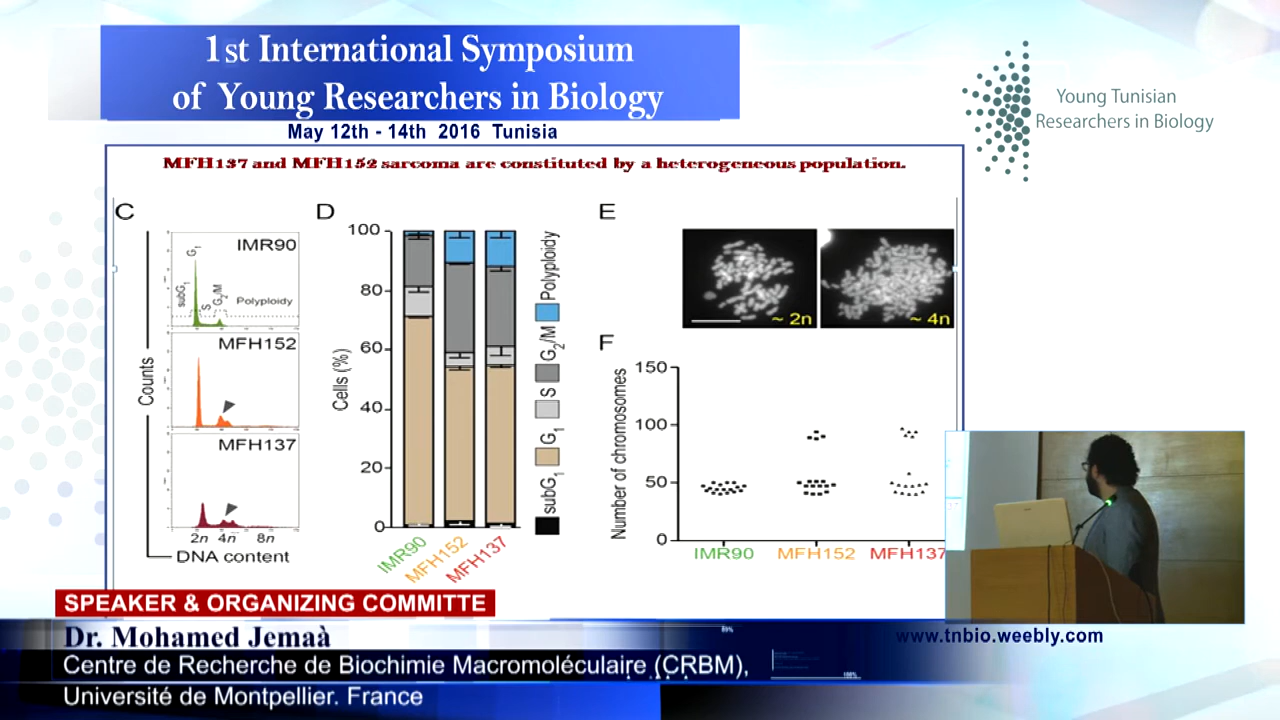 1st International Symposium
of Young Researchers in Biology
May 12th - 14th 2016 Tunisia
Young Tunisian
Researchers in Biology
MFH137 and MFH152 sarcoma are constituted by a heterogeneous population.
C
IMR90
subG1
G1
S
G2/M
Polyploidy
MFH152
MFH137
Counts
2n 4n 8n
DNA content
D
100
80
60
40
20
0
Cells (%)
IMR90
MFH152
MFH137
subG1 G1 S G2/M Polyploidy
E
~ 2n
~ 4n
F
150
100
50
0
Number of chromosomes
IMR90 MFH152 MFH137
SPEAKER & ORGANIZING COMMITTE
Dr. Mohamed Jemaà
Centre de Recherche de Biochimie Macromoléculaire (CRBM),
Université de Montpellier. France
www.tnbio.weebly.com
89%
100%